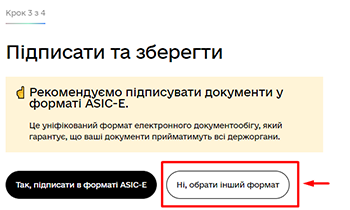 Крок 3 з 4
Підписати та зберегти
☝ Рекомендуємо підписувати документи у
форматі ASIC-E.
Це уніфікований формат електронного документообігу, який
гарантує, що ваші документи прийматимуть всі держоргани.
Так, підписати в форматі ASIC-E
Ні, обрати інший формат